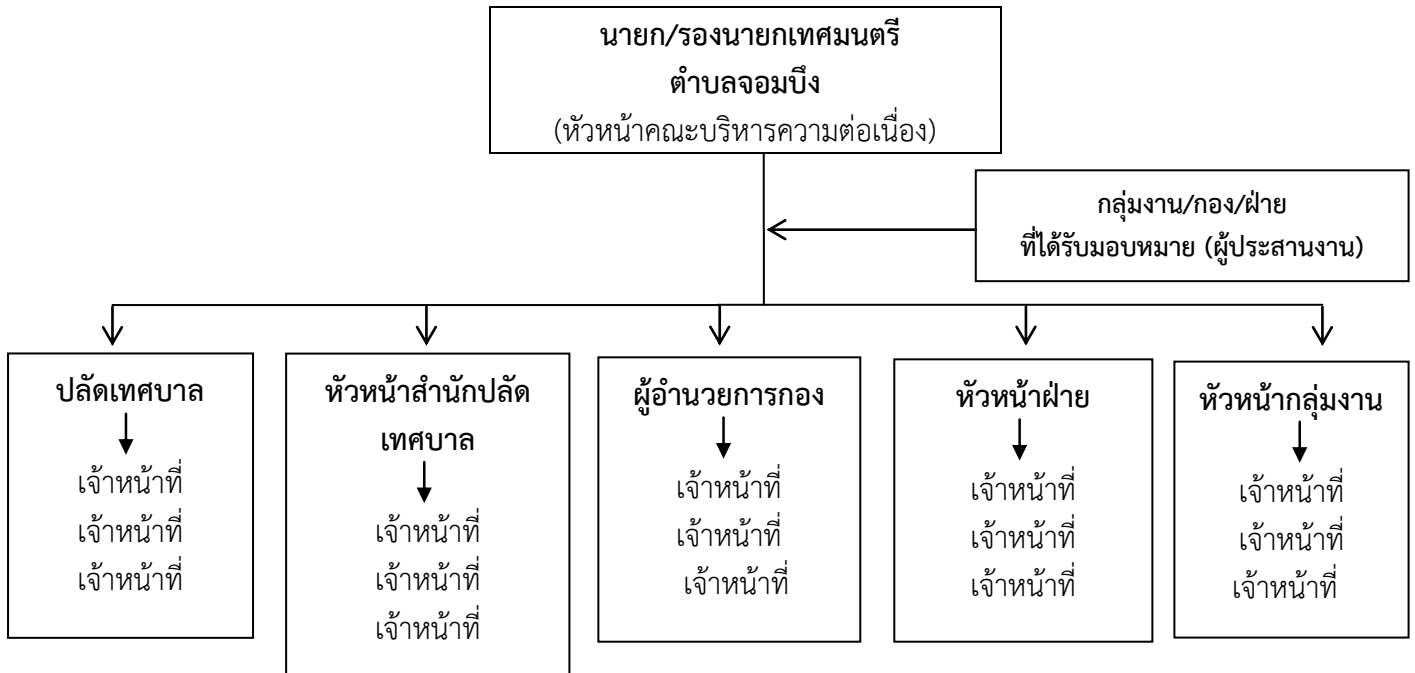 นายก/รองนายกเทศมนตรี
ตำบลจอมบึง
(หัวหน้าคณะบริหารความต่อเนื่อง)
กลุ่มงาน/กอง/ฝ่าย
ที่ได้รับมอบหมาย (ผู้ประสานงาน)
ปลัดเทศบาล
เจ้าหน้าที่
เจ้าหน้าที่
เจ้าหน้าที่
หัวหน้าสำนักปลัด
เทศบาล
เจ้าหน้าที่
เจ้าหน้าที่
เจ้าหน้าที่
ผู้อำนวยการกอง
เจ้าหน้าที่
เจ้าหน้าที่
เจ้าหน้าที่
หัวหน้าฝ่าย
เจ้าหน้าที่
เจ้าหน้าที่
เจ้าหน้าที่
หัวหน้ากลุ่มงาน
เจ้าหน้าที่
เจ้าหน้าที่
เจ้าหน้าที่